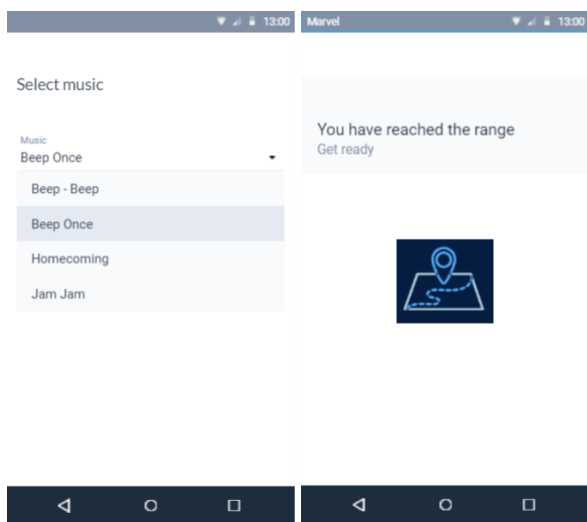 13:00
Select music
Music
Beep Once
Beep - Beep
Beep Once
Homecoming
Jam Jam
Marvel
13:00
You have reached the range
Get ready